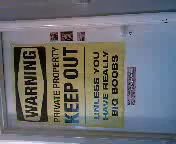 WARNING
PRIVATE PROPERTY
KEEP OUT
UNLESS YOU
HAVE REALLY
BIG BOOBS